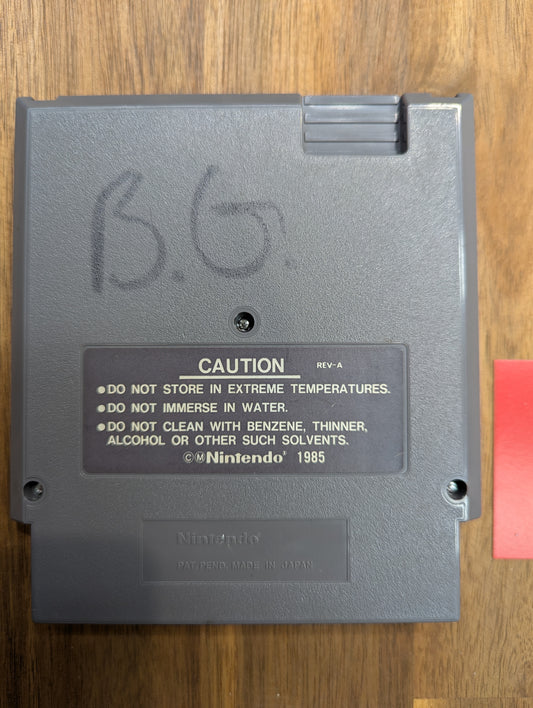 B.G.
CAUTION REV-A
●DO NOT STORE IN EXTREME TEMPERATURES.
●DO NOT IMMERSE IN WATER.
●DO NOT CLEAN WITH BENZENE, THINNER,
ALCOHOL OR OTHER SUCH SOLVENTS.
©ⓂNintendo® 1985
Nintendo®
PAT. PEND. MADE IN JAPAN